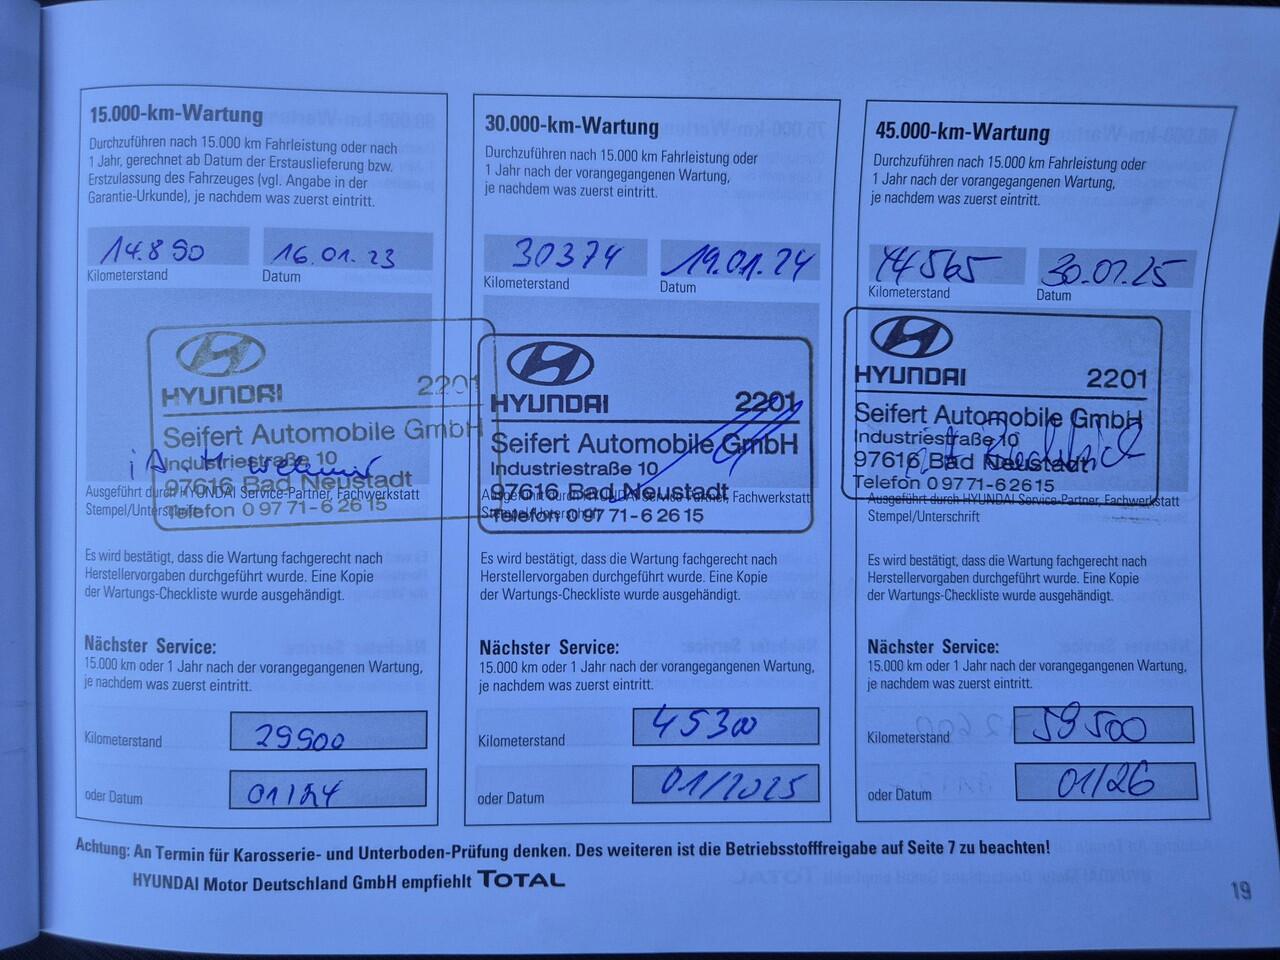 15.000-km-Wartung
Durchzuführen nach 15.000 km Fahrleistung oder nach
1 Jahr, gerechnet ab Datum der Erstauslieferung bzw.
Erstzulassung des Fahrzeuges (vgl. Angabe in der
Garantie-Urkunde), je nachdem was zuerst eintritt.
14.890
16.01.23
Kilometerstand
Datum
HYUNDAI 2201
Seifert Automobile GmbH
Industriestraße 10
97616 Bad Neustadt
Telefon 0 97 71-6 26 15
Ausgeführt durch HYUNDAI Service-Partner, Fachwerkstatt
Stempel/Unterschrift
Es wird bestätigt, dass die Wartung fachgerecht nach
Herstellervorgaben durchgeführt wurde. Eine Kopie
der Wartungs-Checkliste wurde ausgehändigt.
Nächster Service:
15.000 km oder 1 Jahr nach der vorangegangenen Wartung,
je nachdem was zuerst eintritt.
Kilometerstand 29900
oder Datum 01/24
30.000-km-Wartung
Durchzuführen nach 15.000 km Fahrleistung oder
1 Jahr nach der vorangegangenen Wartung,
je nachdem was zuerst eintritt.
30374
19.01.24
Kilometerstand
Datum
HYUNDAI 2201
Seifert Automobile GmbH
Industriestraße 10
97616 Bad Neustadt
Telefon 0 97 71-6 26 15
Ausgeführt durch HYUNDAI Service-Partner, Fachwerkstatt
Stempel/Unterschrift
Es wird bestätigt, dass die Wartung fachgerecht nach
Herstellervorgaben durchgeführt wurde. Eine Kopie
der Wartungs-Checkliste wurde ausgehändigt.
Nächster Service:
15.000 km oder 1 Jahr nach der vorangegangenen Wartung,
je nachdem was zuerst eintritt.
Kilometerstand 45300
oder Datum 01/2025
45.000-km-Wartung
Durchzuführen nach 15.000 km Fahrleistung oder
1 Jahr nach der vorangegangenen Wartung,
je nachdem was zuerst eintritt.
44565
30.01.25
Kilometerstand
Datum
HYUNDAI 2201
Seifert Automobile GmbH
Industriestraße 10
97616 Bad Neustadt
Telefon 0 97 71-6 26 15
Ausgeführt durch HYUNDAI Service-Partner, Fachwerkstatt
Stempel/Unterschrift
Es wird bestätigt, dass die Wartung fachgerecht nach
Herstellervorgaben durchgeführt wurde. Eine Kopie
der Wartungs-Checkliste wurde ausgehändigt.
Nächster Service:
15.000 km oder 1 Jahr nach der vorangegangenen Wartung,
je nachdem was zuerst eintritt.
Kilometerstand 59500
oder Datum 01/26
Achtung: An Termin für Karosserie- und Unterboden-Prüfung denken. Des weiteren ist die Betriebsstofffreigabe auf Seite 7 zu beachten!
HYUNDAI Motor Deutschland GmbH empfiehlt TOTAL
19